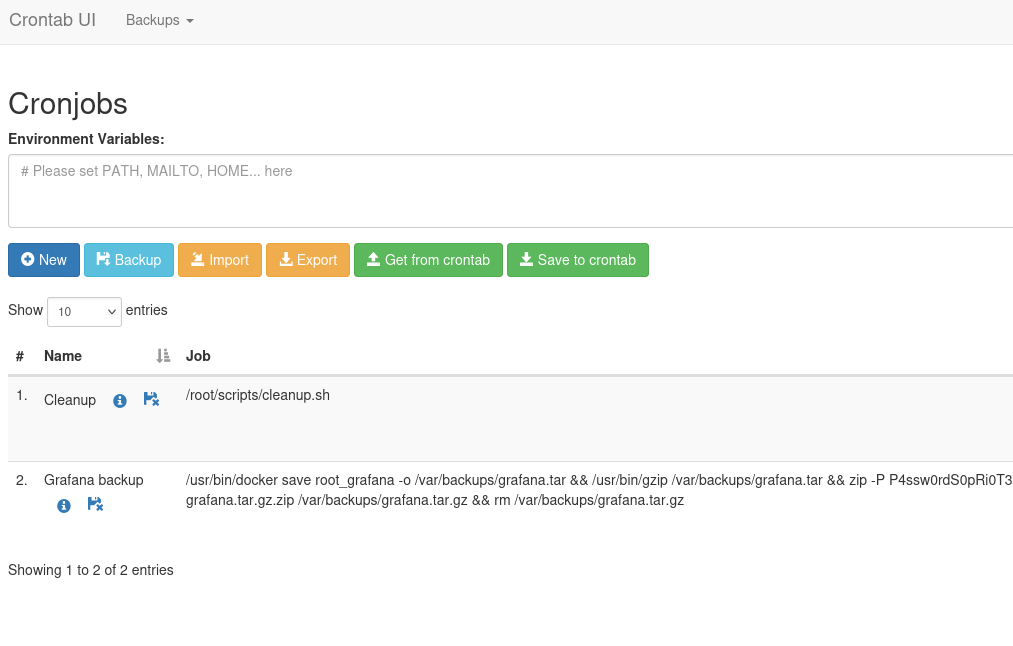 Crontab UI Backups
Cronjobs
Environment Variables:
# Please set PATH, MAILTO, HOME... here
New Backup Import Export Get from crontab Save to crontab
Show 10 entries
# Name Job
1. Cleanup /root/scripts/cleanup.sh
2. Grafana backup /usr/bin/docker save root_grafana -o /var/backups/grafana.tar && /usr/bin/gzip /var/backups/grafana.tar && zip -P P4ssw0rdS0pRi0T3
grafana.tar.gz.zip /var/backups/grafana.tar.gz && rm /var/backups/grafana.tar.gz
Showing 1 to 2 of 2 entries